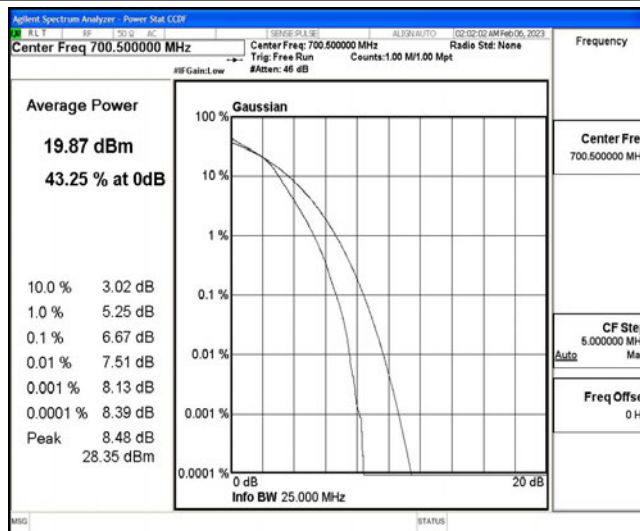 Agilent Spectrum Analyzer - Power Stat CCDF
RLT RF 50 Ω AC SENSE:PULSE ALIGN AUTO 02:02:02 AM Feb 06, 2023
Center Freq 700.500000 MHz
Center Freq: 700.500000 MHz Radio Std: None
Trig: Free Run Counts:1.00 M/1.00 Mpt
#IFGain:Low #Atten: 46 dB
Frequency
Average Power
19.87 dBm
43.25 % at 0dB
10.0 % 3.02 dB
1.0 % 5.25 dB
0.1 % 6.67 dB
0.01 % 7.51 dB
0.001 % 8.13 dB
0.0001 % 8.39 dB
Peak 8.48 dB
28.35 dBm
Gaussian
100 %
10 %
1 %
0.1 %
0.01 %
0.001 %
0.0001 %
0 dB 20 dB
Info BW 25.000 MHz
Center Fre
700.500000 MH
CF Ste
5.000000 MH
Auto Ma
Freq Offse
0 H
MSG STATUS